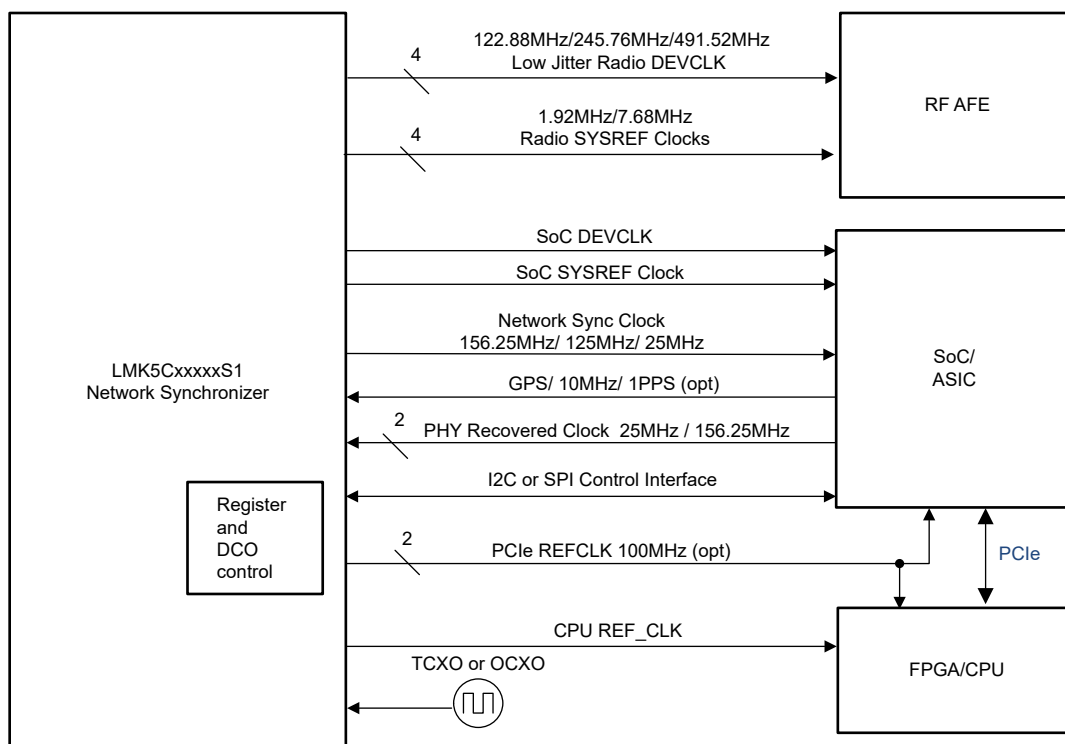 122.88MHz/245.76MHz/491.52MHz
4
Low Jitter Radio DEVCLK
RF AFE
1.92MHz/7.68MHz
4
Radio SYSREF Clocks
SoC DEVCLK
SoC SYSREF Clock
Network Sync Clock
156.25MHz/ 125MHz/ 25MHz
SoC/
ASIC
LMK5CxxxxxS1
Network Synchronizer
GPS/ 10MHz/ 1PPS (opt)
2
PHY Recovered Clock 25MHz / 156.25MHz
I2C or SPI Control Interface
Register
and
DCO
control
2
PCIe REFCLK 100MHz (opt)
PCIe
CPU REF_CLK
TCXO or OCXO
FPGA/CPU